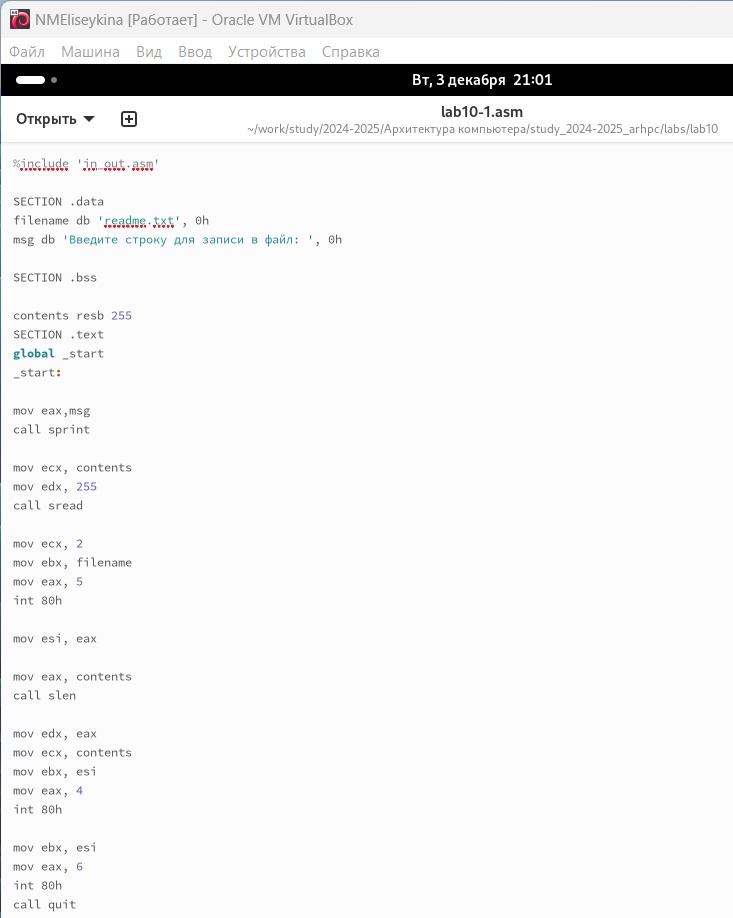 NMEliseykina [Работает] - Oracle VM VirtualBox
Файл Машина Вид Ввод Устройства Справка
Вт, 3 декабря 21:01
Открыть
lab10-1.asm
~/work/study/2024-2025/Архитектура компьютера/study_2024-2025_arhpc/labs/lab10
%include 'in_out.asm'
SECTION .data
filename db 'readme.txt', 0h
msg db 'Введите строку для записи в файл: ', 0h
SECTION .bss
contents resb 255
SECTION .text
global _start
_start:
mov eax,msg
call sprint
mov ecx, contents
mov edx, 255
call sread
mov ecx, 2
mov ebx, filename
mov eax, 5
int 80h
mov esi, eax
mov eax, contents
call slen
mov edx, eax
mov ecx, contents
mov ebx, esi
mov eax, 4
int 80h
mov ebx, esi
mov eax, 6
int 80h
call quit